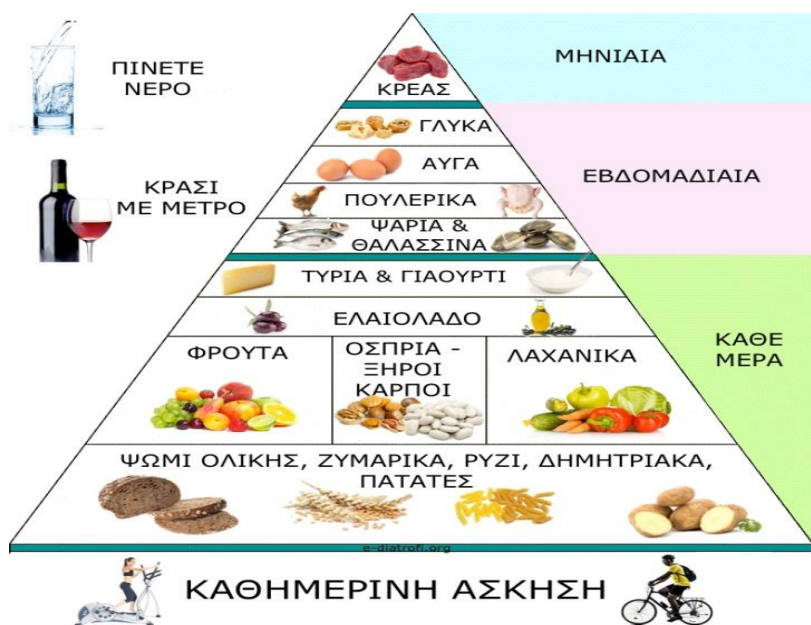 ΠΙΝΕΤΕ
ΝΕΡΟ
ΚΡΑΣΙ
ΜΕ ΜΕΤΡΟ
ΚΡΕΑΣ
ΜΗΝΙΑΙΑ
ΓΛΥΚΑ
ΑΥΓΑ
ΠΟΥΛΕΡΙΚΑ
ΨΑΡΙΑ &
ΘΑΛΑΣΣΙΝΑ
ΕΒΔΟΜΑΔΙΑΙΑ
ΤΥΡΙΑ & ΓΙΑΟΥΡΤΙ
ΕΛΑΙΟΛΑΔΟ
ΦΡΟΥΤΑ
ΟΣΠΡΙΑ -
ΞΗΡΟΙ
ΚΑΡΠΟΙ
ΛΑΧΑΝΙΚΑ
ΚΑΘΕ
ΜΕΡΑ
ΨΩΜΙ ΟΛΙΚΗΣ, ΖΥΜΑΡΙΚΑ, ΡΥΖΙ, ΔΗΜΗΤΡΙΑΚΑ,
ΠΑΤΑΤΕΣ
e-diatrofi.org
ΚΑΘΗΜΕΡΙΝΗ ΑΣΚΗΣΗ